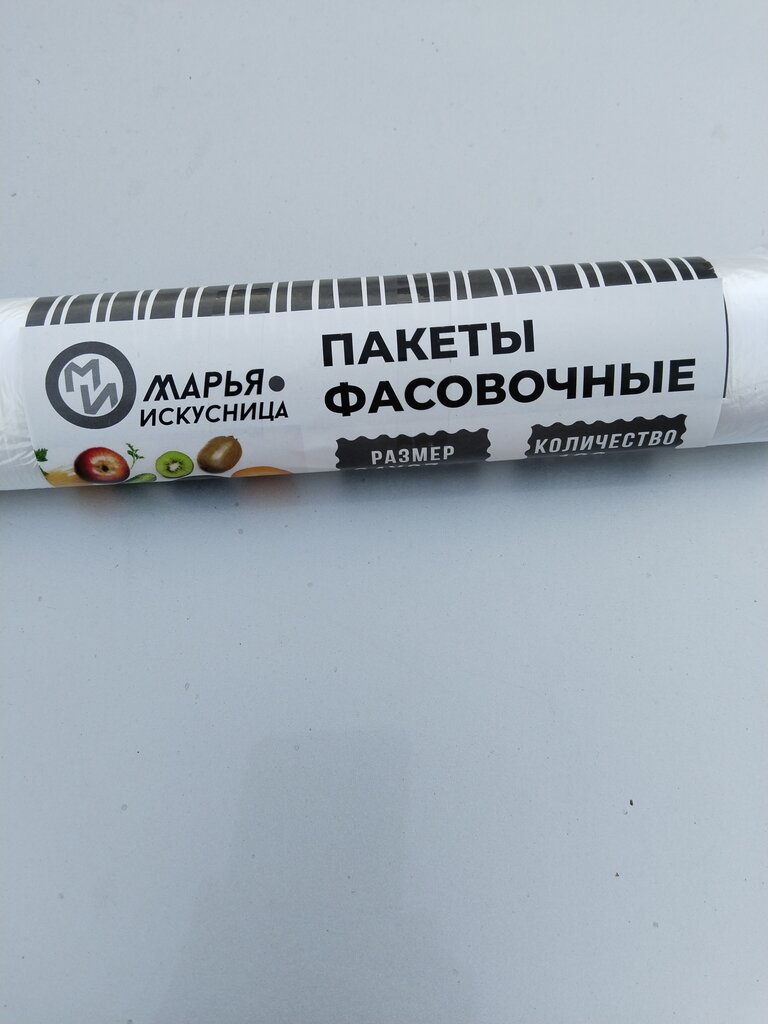 МИ
МАРЬЯ
ИСКУСНИЦА
ПАКЕТЫ
ФАСОВОЧНЫЕ
РАЗМЕР
КОЛИЧЕСТВО